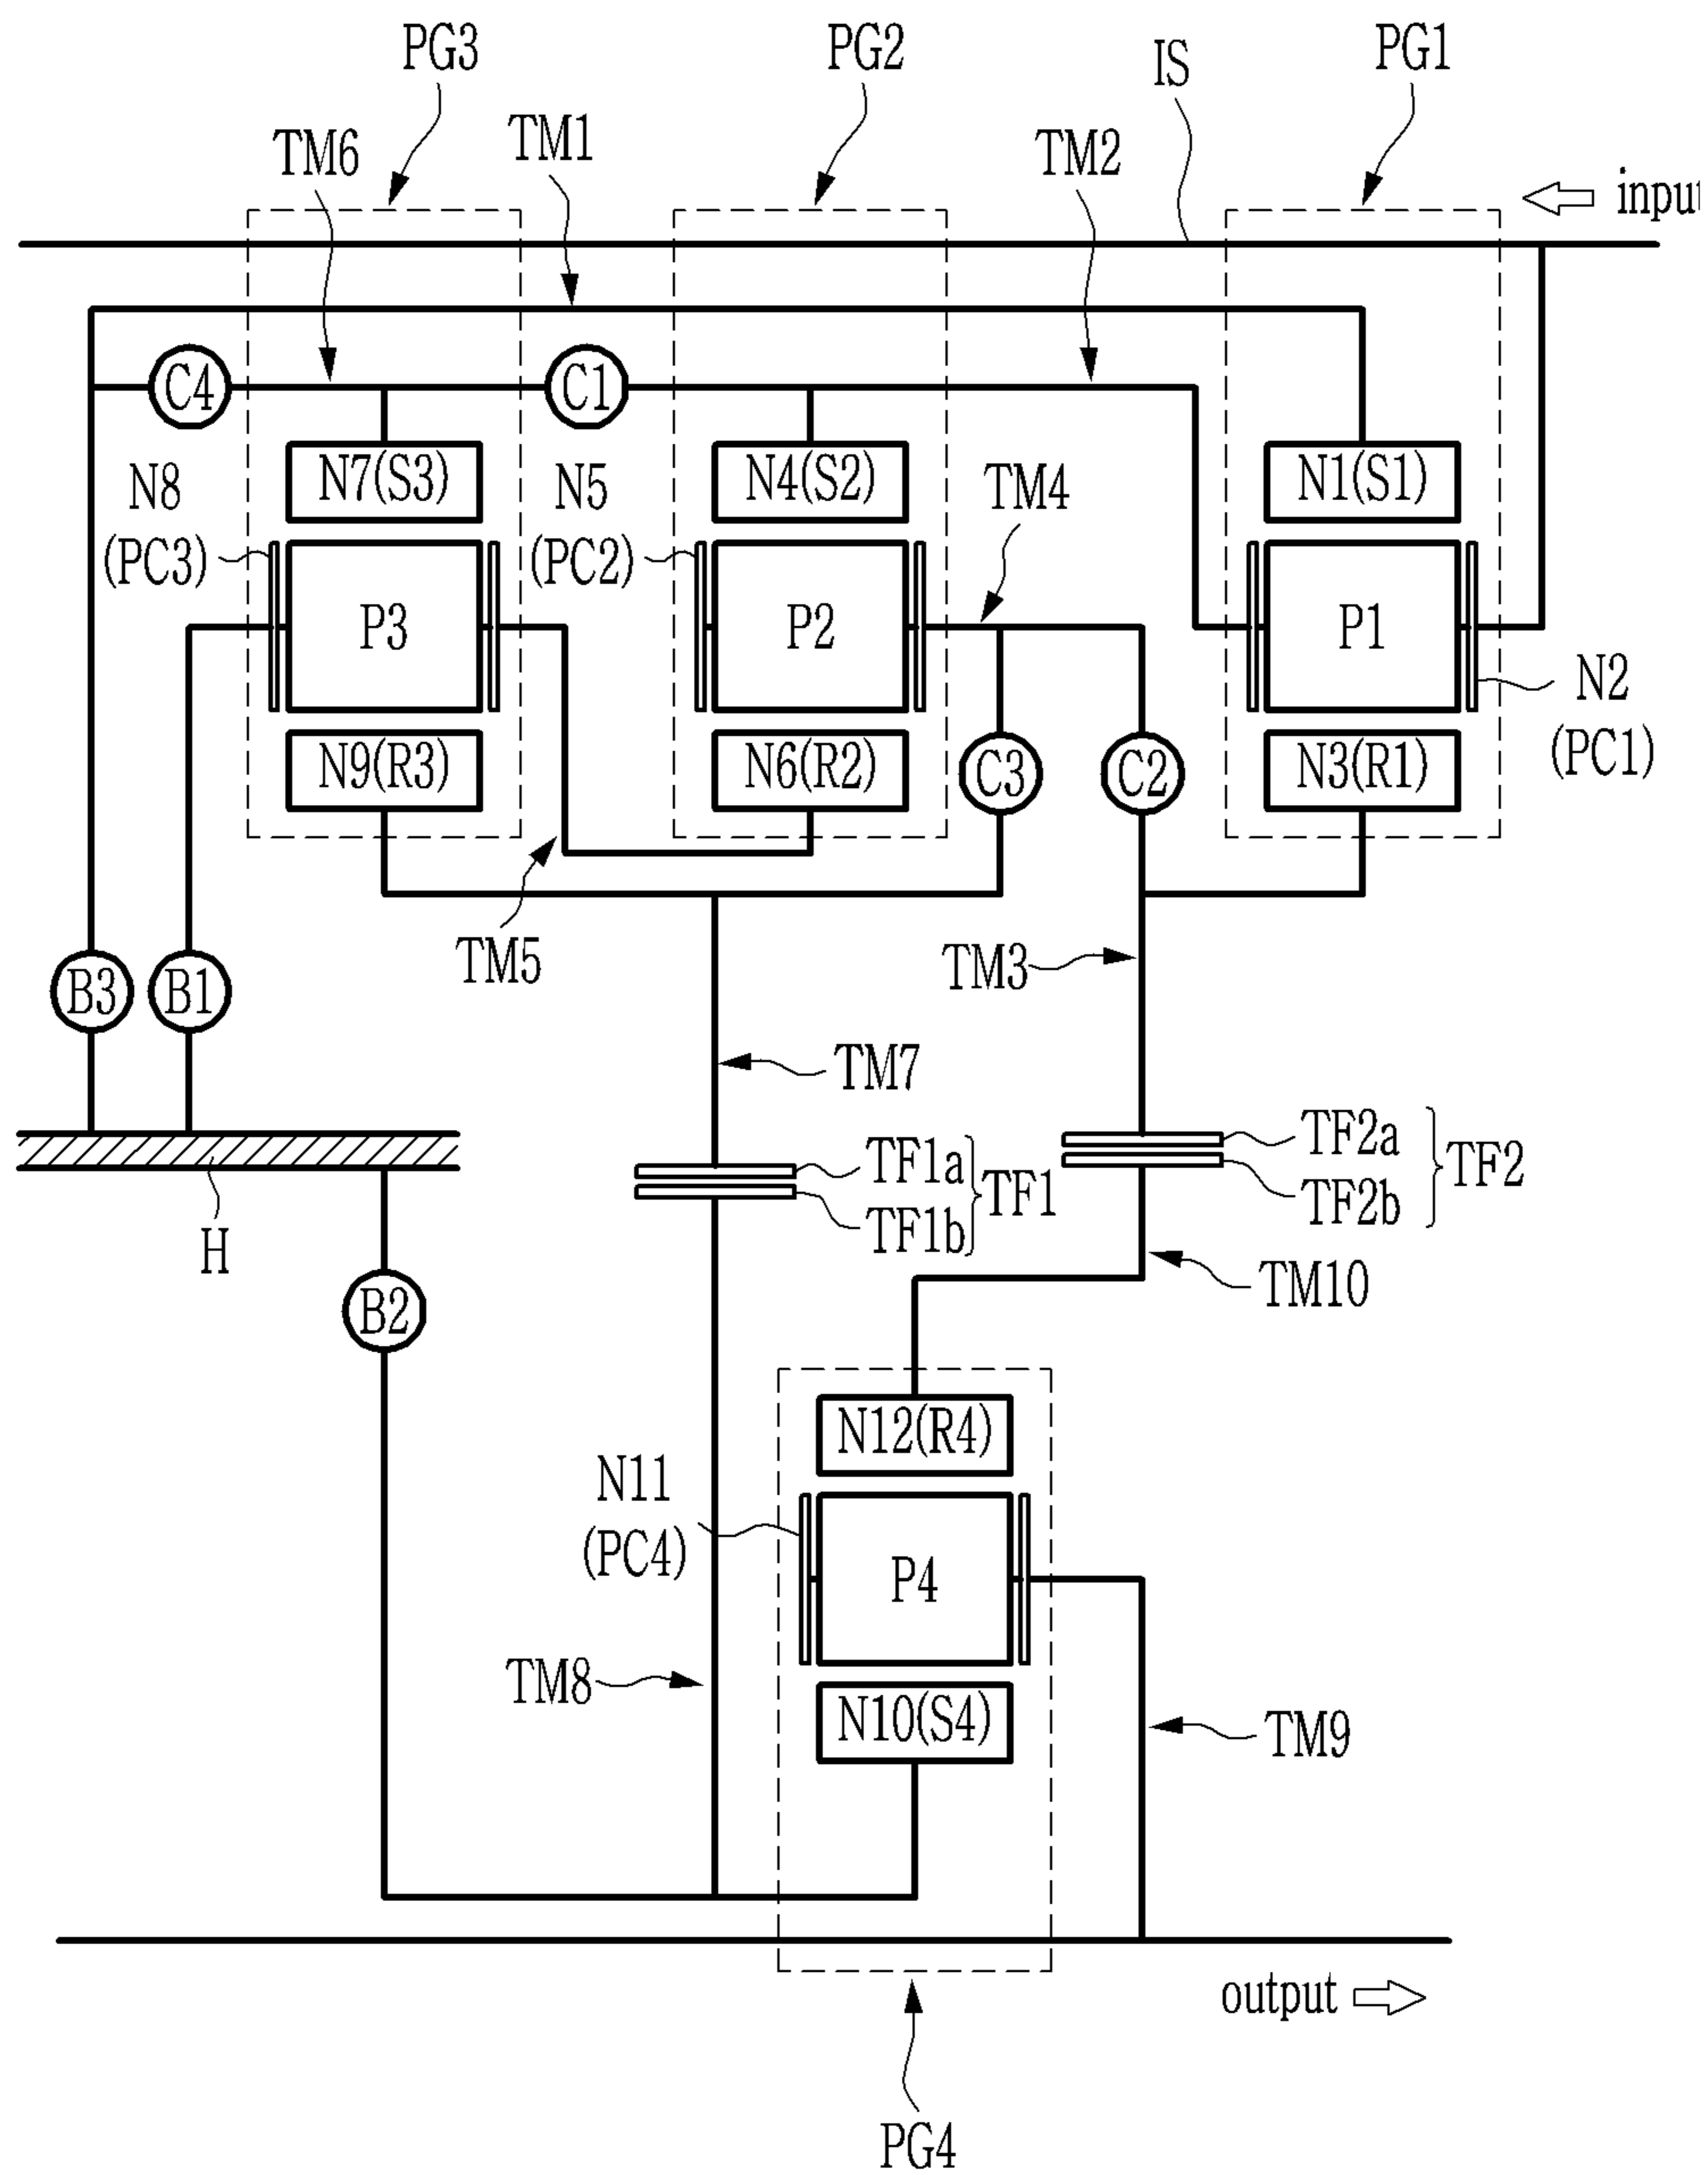 PG3
PG2
IS
PG1
TM6
TM1
TM2
input
C4
C1
N8
(PC3)
N7(S3)
N5
(PC2)
N4(S2)
TM4
N1(S1)
P3
P2
P1
N2
(PC1)
N9(R3)
N6(R2)
C3
C2
N3(R1)
TM5
TM3
B3
B1
TM7
TF1a
TF1b
TF1
TF2a
TF2b
TF2
H
TM10
B2
N12(R4)
N11
(PC4)
P4
TM8
N10(S4)
TM9
output
PG4